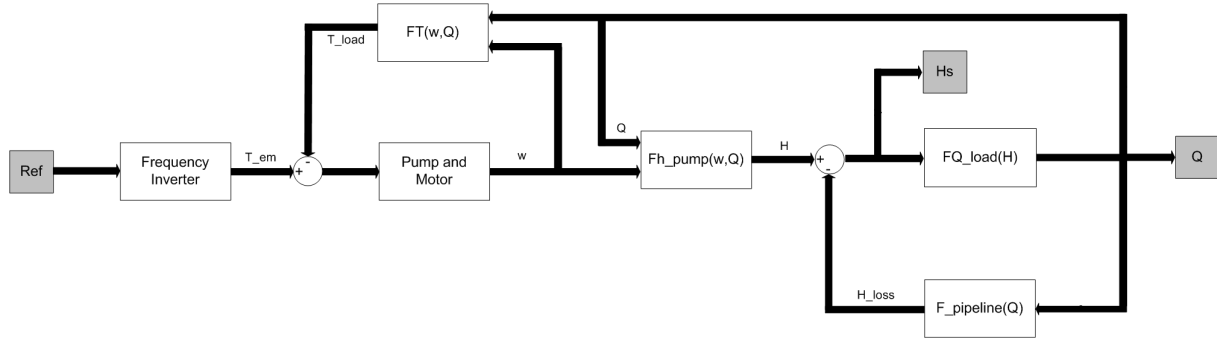 T_load
FT(w,Q)
Hs
Ref
Frequency
Inverter
T_em
-
+
Pump and
Motor
w
Q
Fh_pump(w,Q)
H
+
-
FQ_load(H)
Q
H_loss
F_pipeline(Q)